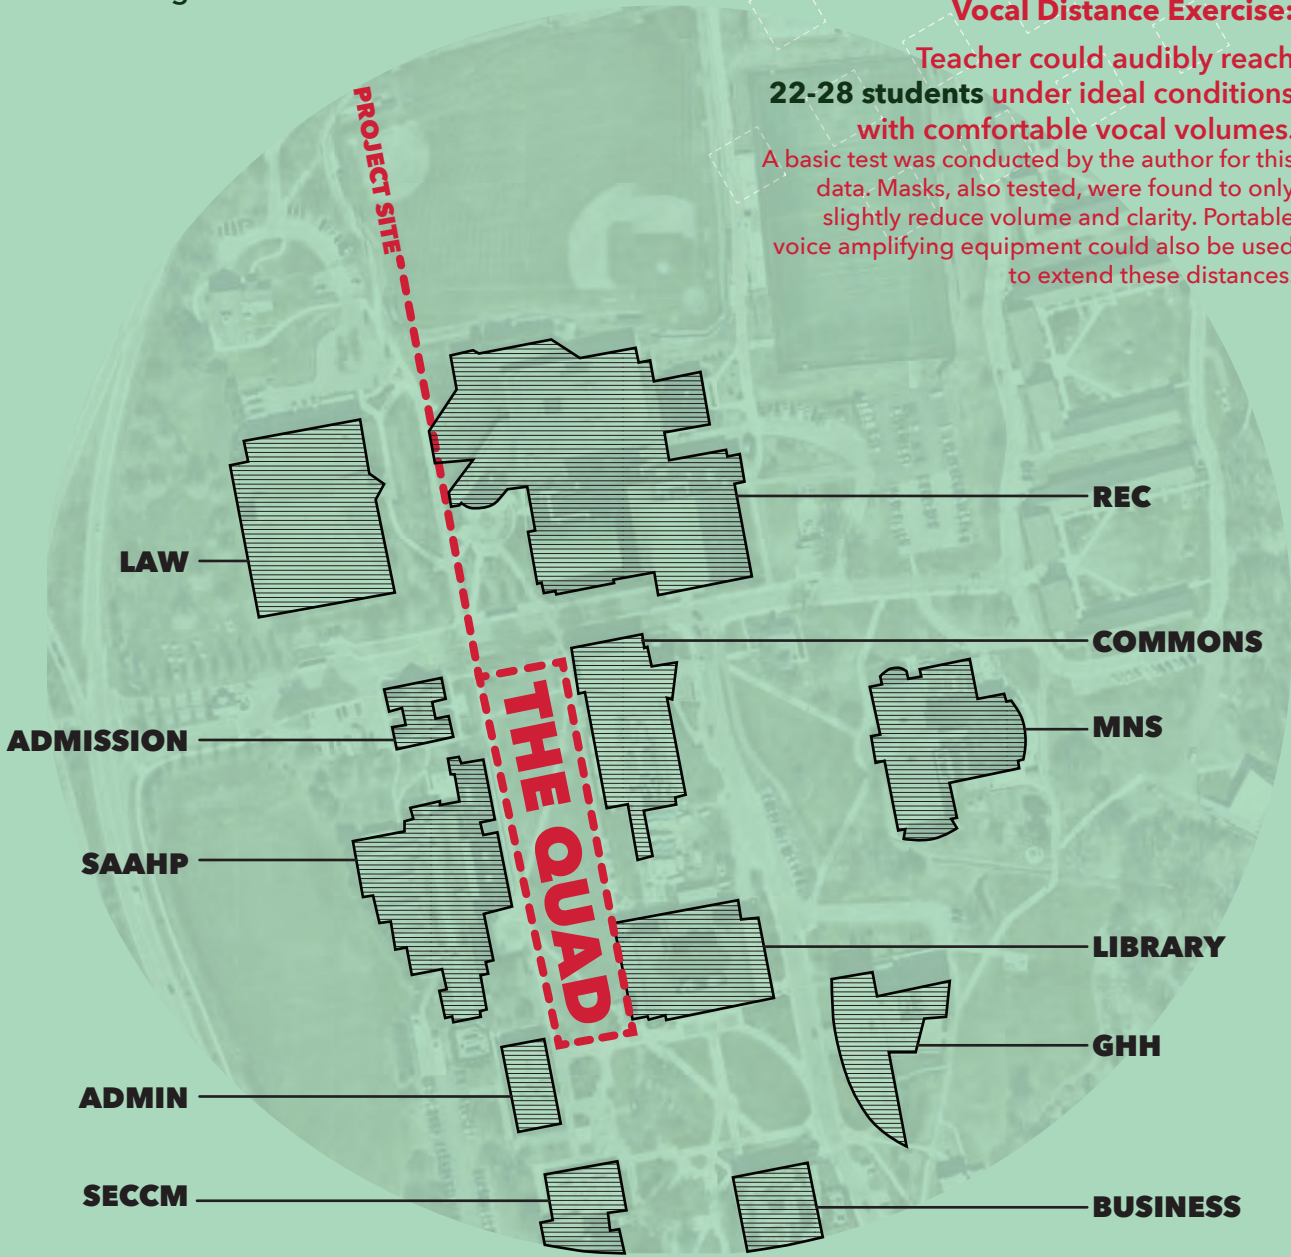 Vocal Distance Exercise:
Teacher could audibly reach
22-28 students under ideal conditions
with comfortable vocal volumes.
A basic test was conducted by the author for this
data. Masks, also tested, were found to only
slightly reduce volume and clarity. Portable
voice amplifying equipment could also be used
to extend these distances.
PROJECT SITE
REC
LAW
COMMONS
MNS
ADMISSION
THE QUAD
SAAHP
LIBRARY
GHH
ADMIN
SECCM
BUSINESS